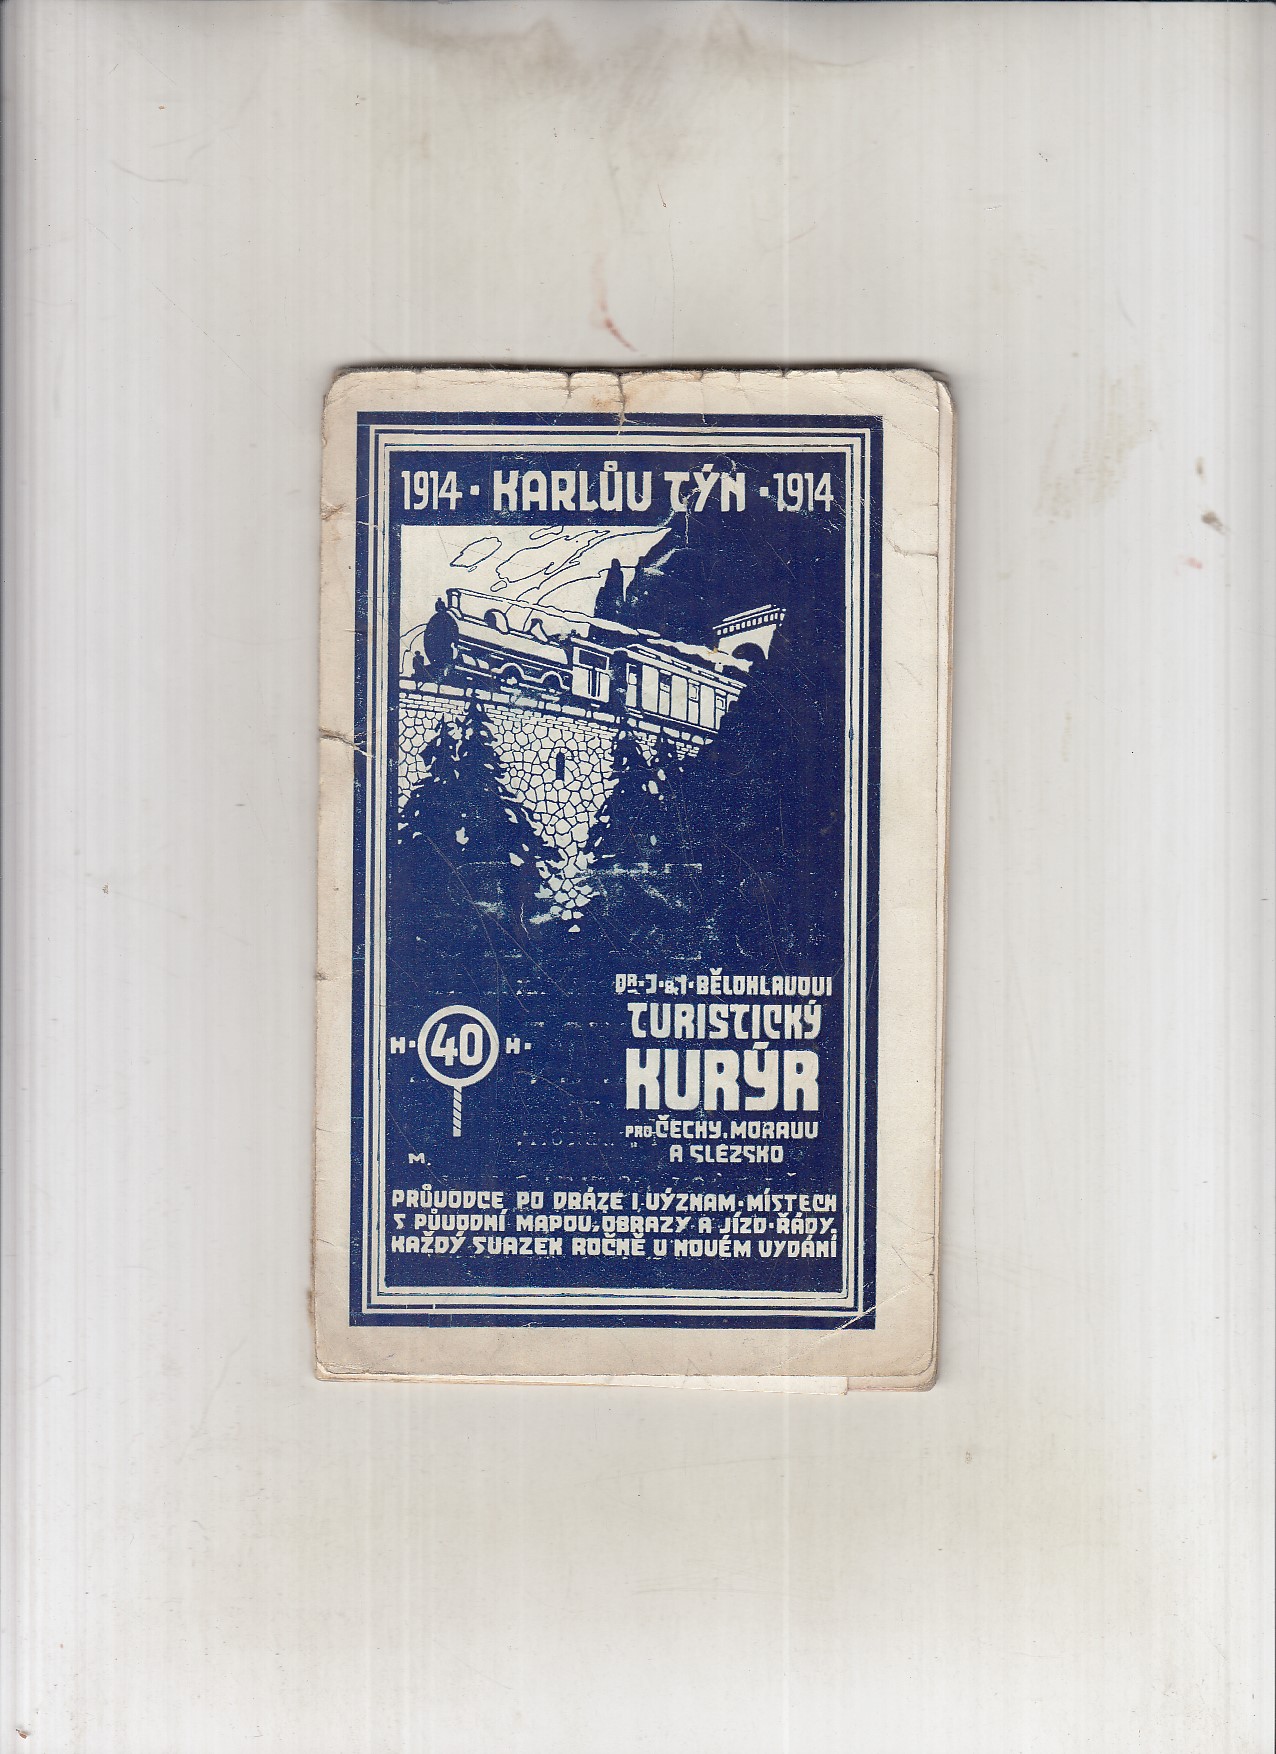 1914 · KARLŮV TÝN · 1914
DR· J· & J· BĚLOHLAVOVI
TURISTICKÝ
KURÝR
PRO ČECHY, MORAVU
A SLEZSKO
H· 40 H·
M.
PRŮVODCE PO DRÁZE I VÝZNAM· MÍSTECH
S PŮVODNÍ MAPOU, OBRAZY A JÍZD· ŘÁDY.
KAŽDÝ SVAZEK ROČNĚ V NOVÉM VYDÁNÍ